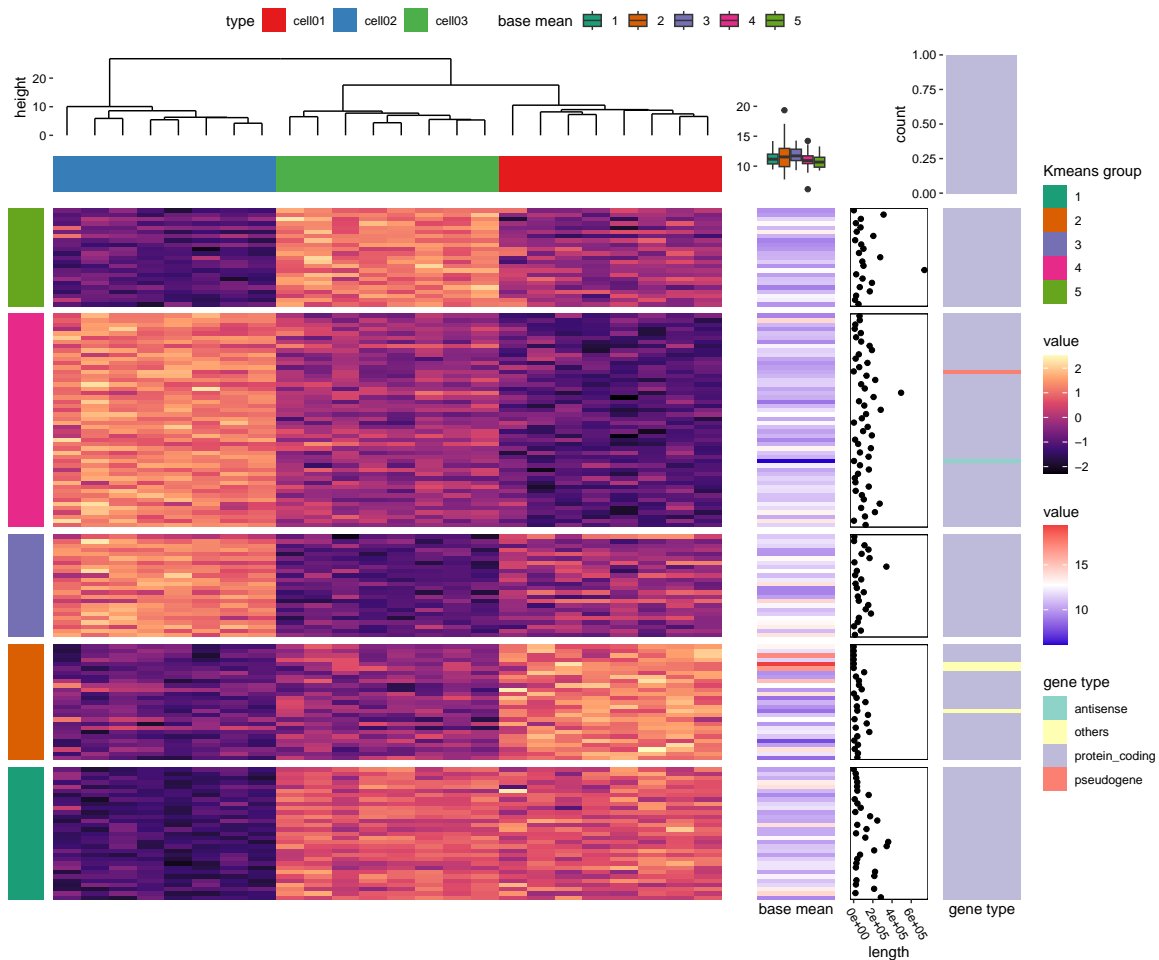 type cell01 cell02 cell03 base mean 1 2 3 4 5
height
20
10
0
20
15
10
count
1.00
0.75
0.50
0.25
0.00
Kmeans group
1
2
3
4
5
value
2
1
0
−1
−2
value
15
10
gene type
antisense
others
protein_coding
pseudogene
base mean
0e+00
2e+05
4e+05
6e+05
length
gene type